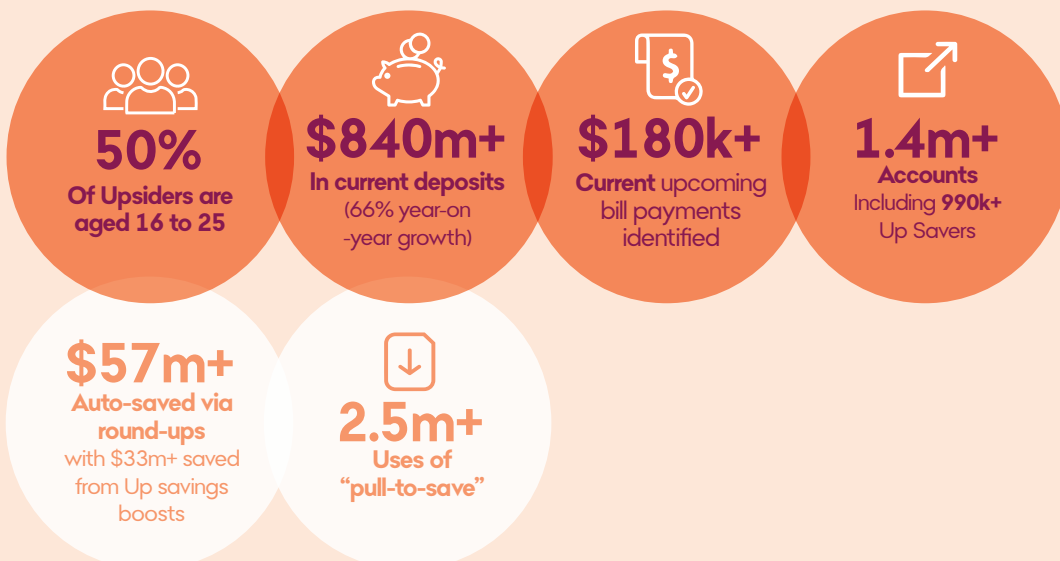 50%
Of Upsiders are
aged 16 to 25
$840m+
In current deposits
(66% year-on
-year growth)
$180k+
Current upcoming
bill payments
identified
1.4m+
Accounts
Including 990k+
Up Savers
$57m+
Auto-saved via
round-ups
with $33m+ saved
from Up savings
boosts
2.5m+
Uses of
“pull-to-save”